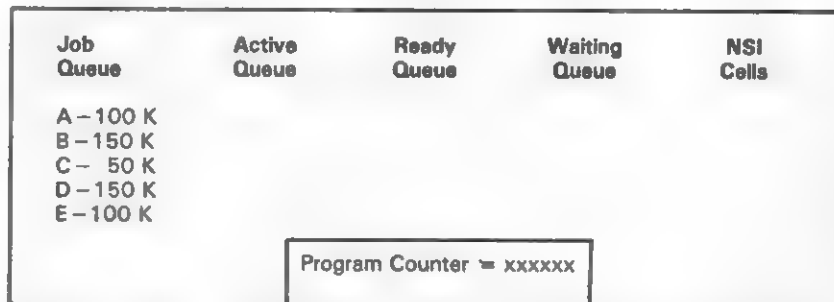 Job Active Ready Waiting NSI
Queue Queue Queue Queue Cells
A – 100 K
B – 150 K
C – 50 K
D – 150 K
E – 100 K
Program Counter = xxxxxx